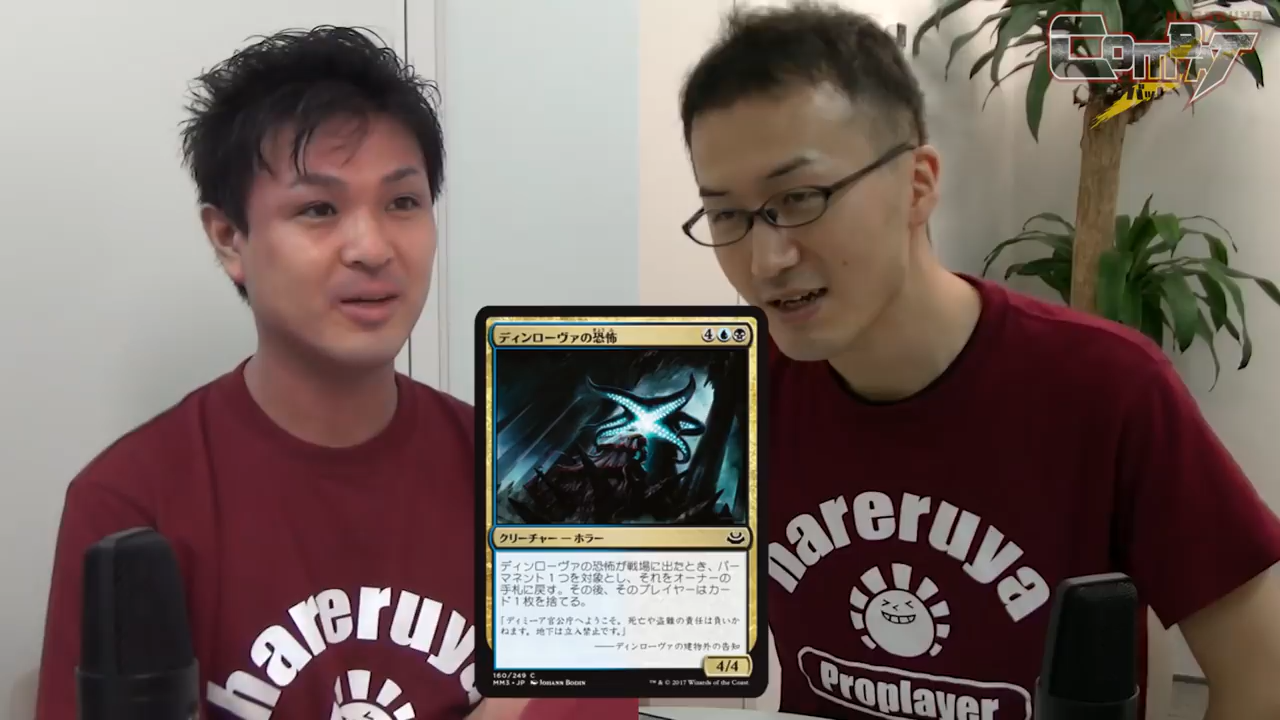 ComBAT
バット
ディンローヴァの恐怖 4
クリーチャー — ホラー
ディンローヴァの恐怖が戦場に出たとき、パー
マネント1つを対象とし、それをオーナーの
手札に戻す。その後、そのプレイヤーはカー
ド1枚を捨てる。
「ディミーア官公庁へようこそ。死亡や盗難の責任は負いか
ねます。地下は立入禁止です。」
——ディンローヴァの建物外の告知
4/4
160/249 C
MM3 • JP Johann Bodin
™ & © 2017 Wizards of the Coast
hareruya
hareruya
Proplayer